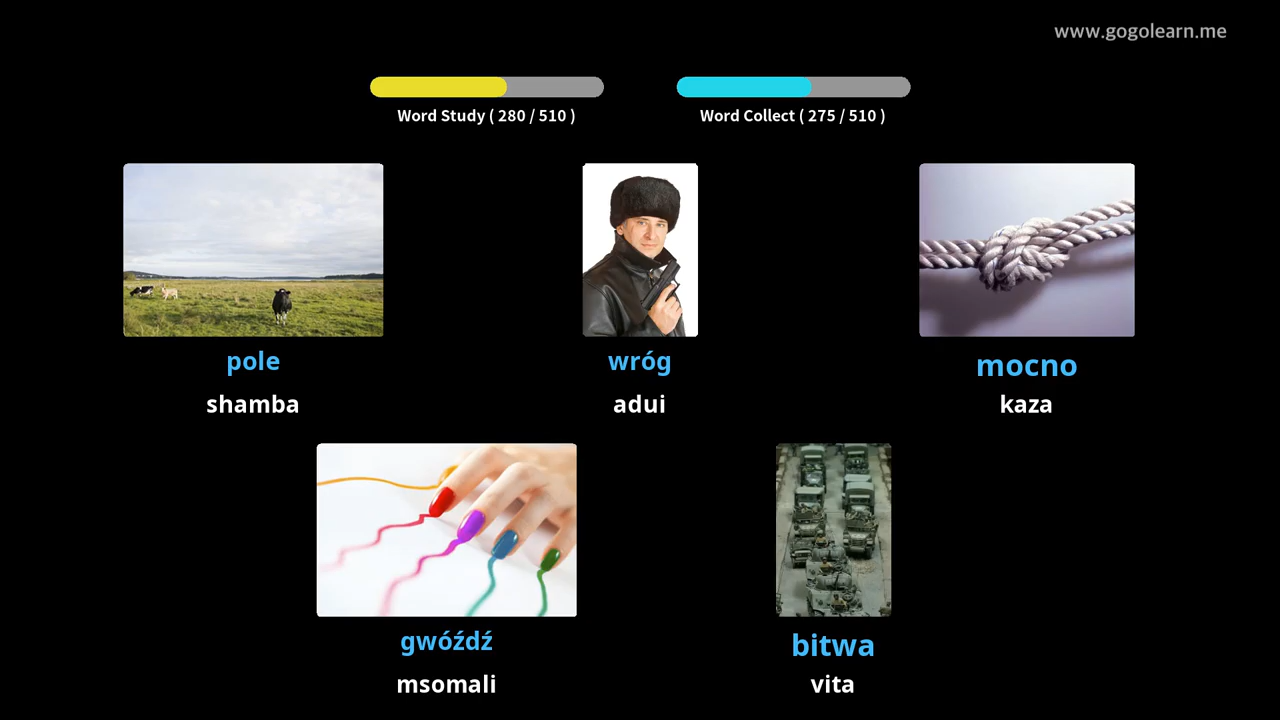 www.gogolearn.me
Word Study ( 280 / 510 )
Word Collect ( 275 / 510 )
pole
shamba
wróg
adui
mocno
kaza
gwóźdź
msomali
bitwa
vita